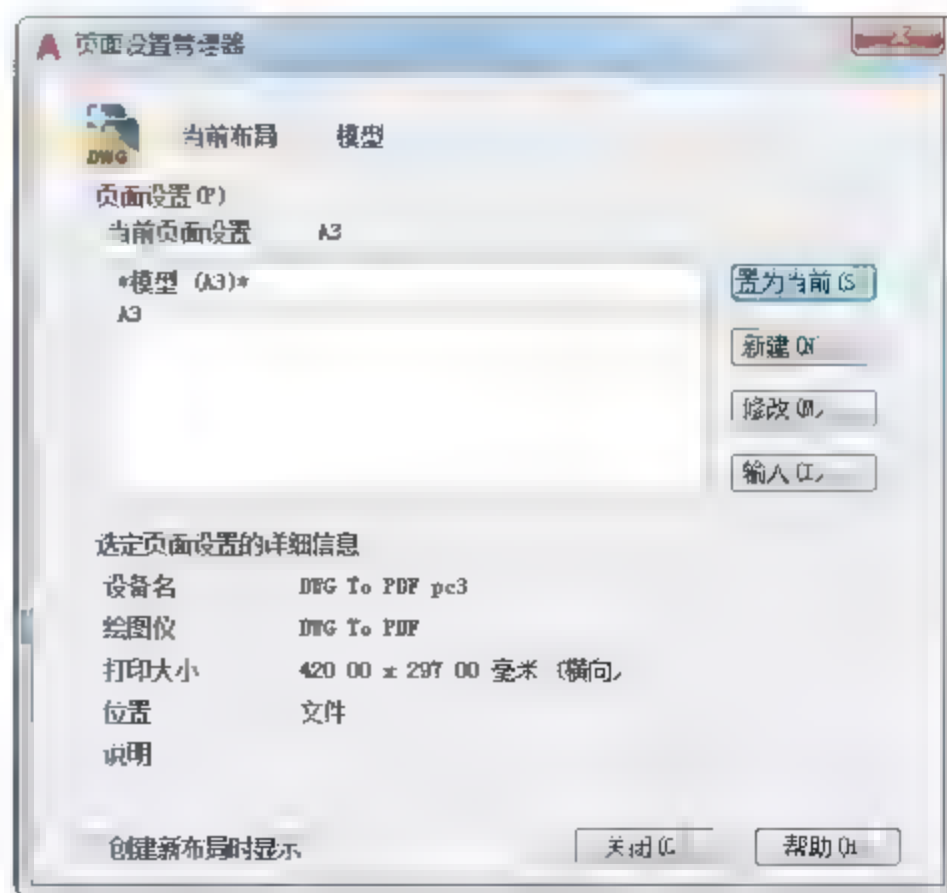 页面设置管理器
DWG 当前布局 模型
页面设置(P)
当前页面设置 A3
*模型 (A3)*
A3
置为当前(S
新建(N
修改(M
输入(I
选定页面设置的详细信息
设备名 DWG To PDF pc3
绘图仪 DWG To PDF
打印大小 420 00 x 297 00 毫米 (横向
位置 文件
说明
创建新布局时显示
关闭(C 帮助(H